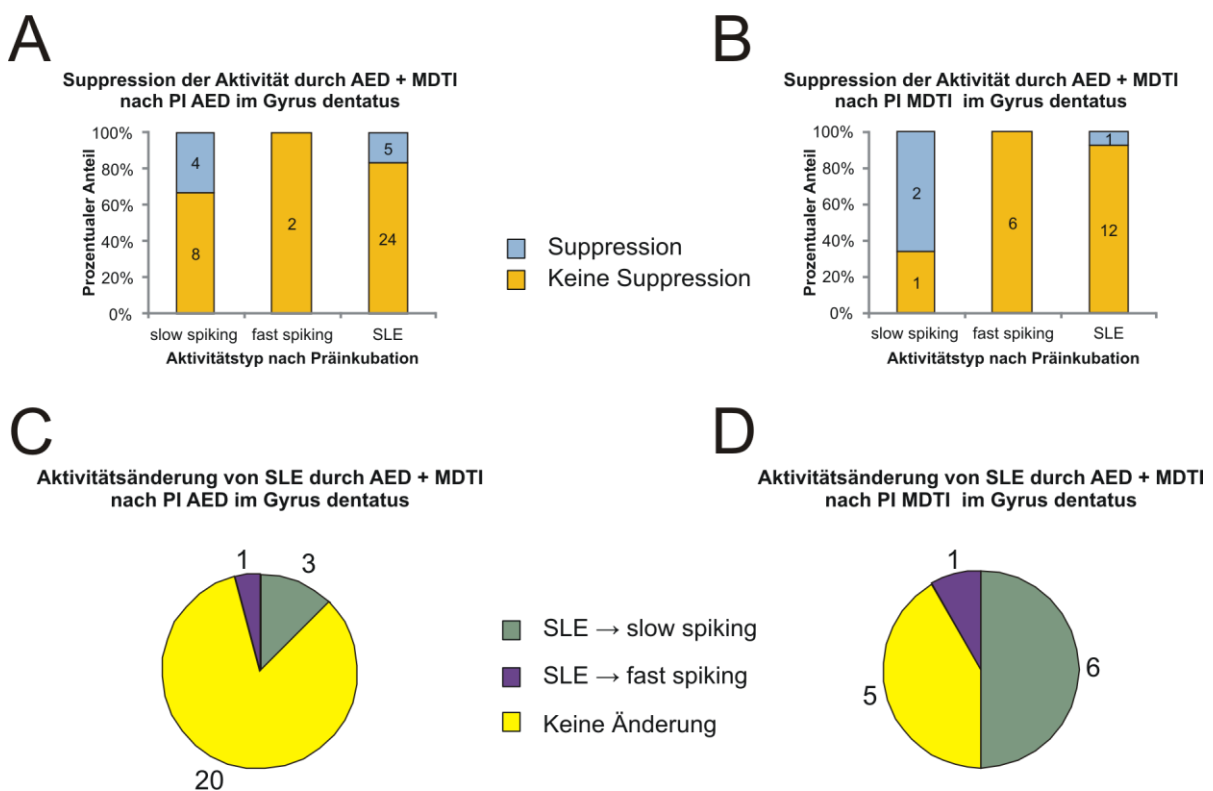 A
Suppression der Aktivität durch AED + MDTI
nach PI AED im Gyrus dentatus
Prozentualer Anteil
100%
80%
60%
40%
20%
0%
4
8
2
5
24
slow spiking
fast spiking
SLE
Aktivitätstyp nach Präinkubation
Suppression
Keine Suppression
B
Suppression der Aktivität durch AED + MDTI
nach PI MDTI im Gyrus dentatus
Prozentualer Anteil
100%
80%
60%
40%
20%
0%
2
1
6
1
12
slow spiking
fast spiking
SLE
Aktivitätstyp nach Präinkubation
C
Aktivitätsänderung von SLE durch AED + MDTI
nach PI AED im Gyrus dentatus
1
3
20
SLE → slow spiking
SLE → fast spiking
Keine Änderung
D
Aktivitätsänderung von SLE durch AED + MDTI
nach PI MDTI im Gyrus dentatus
1
6
5